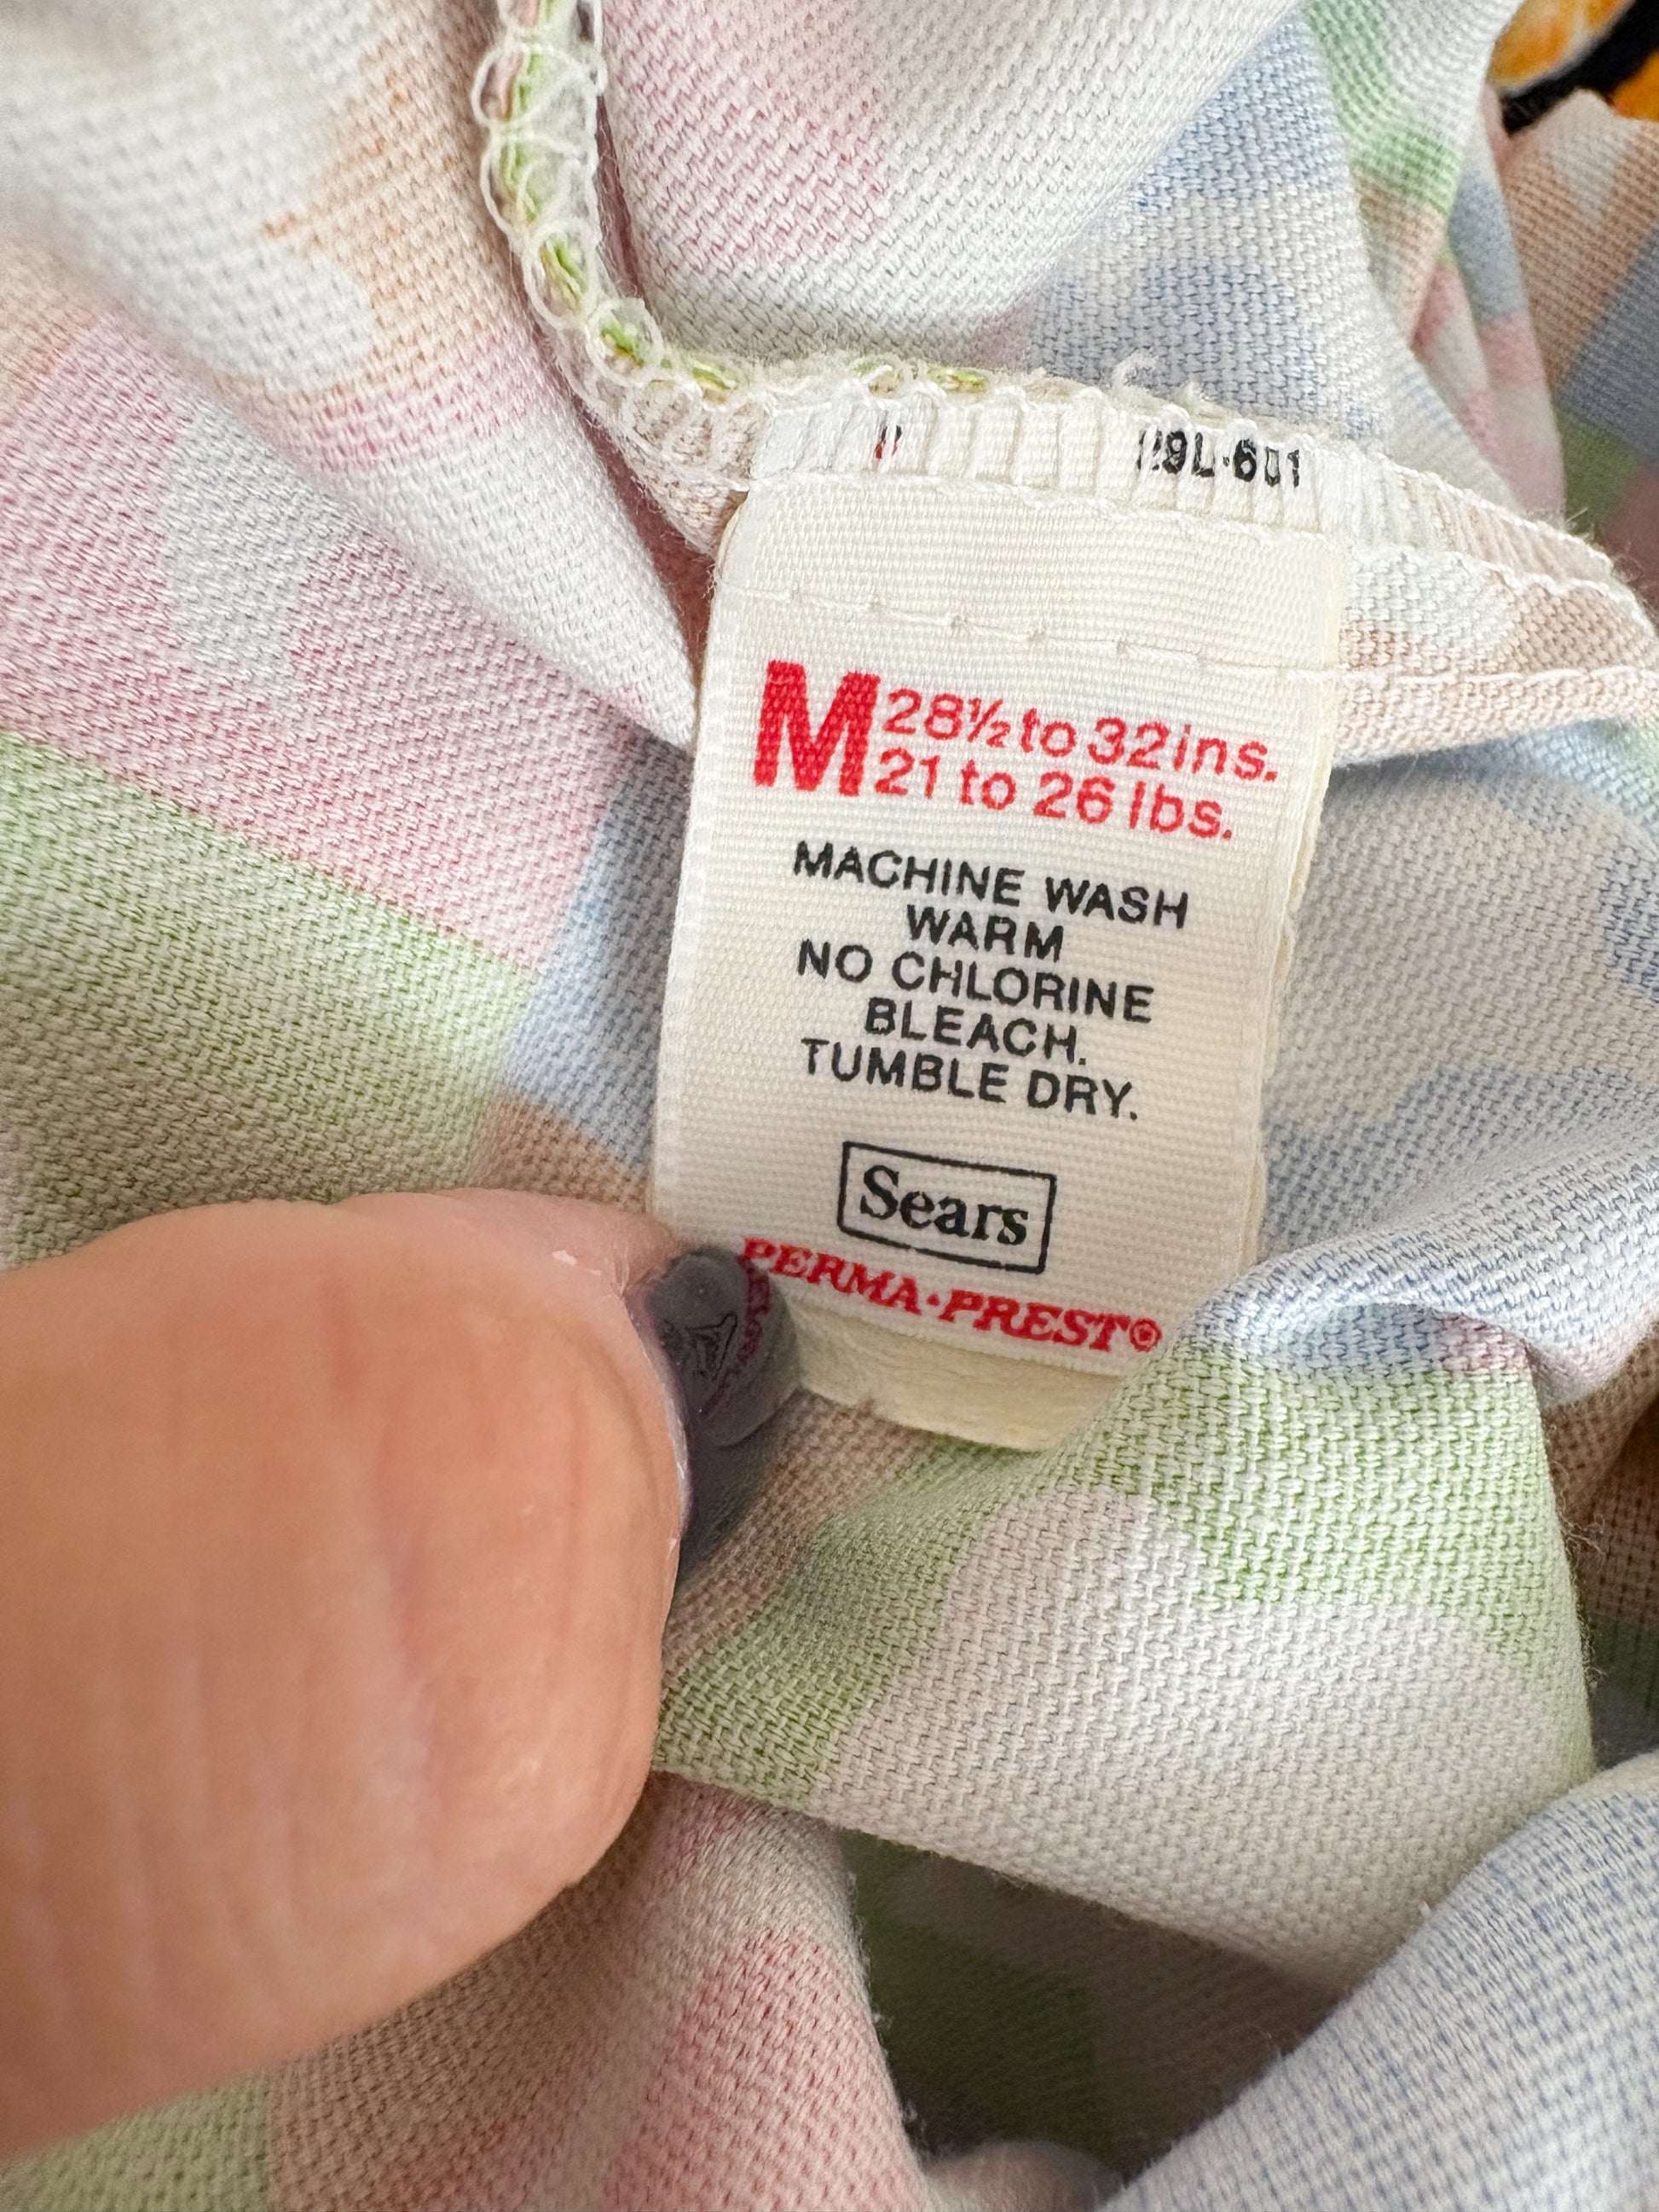 M 28½ to 32 ins.
21 to 26 lbs.
MACHINE WASH
WARM
NO CHLORINE
BLEACH.
TUMBLE DRY.
Sears
PERMA·PREST®